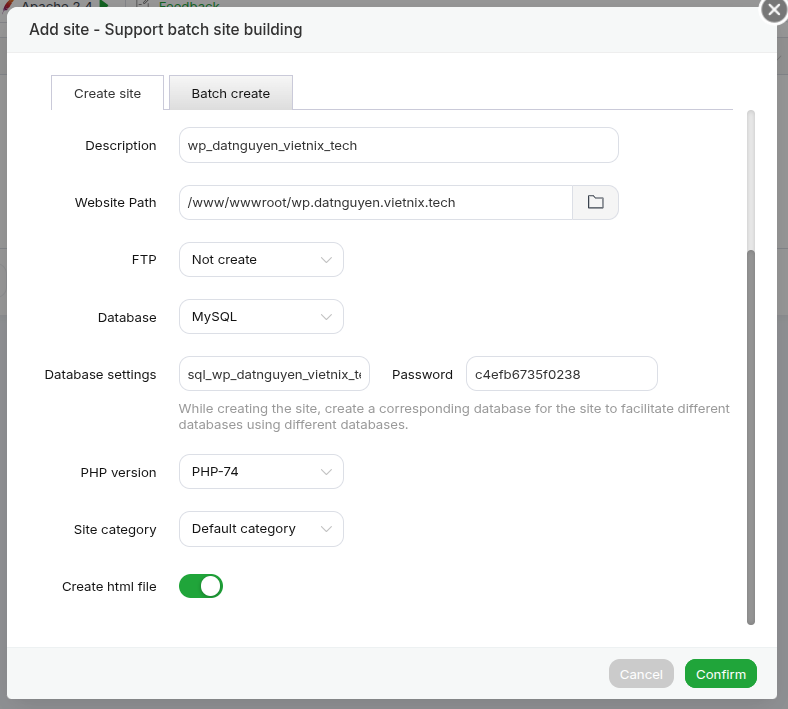 Apache 2.4 Feedback
Add site - Support batch site building
Create site Batch create
Description wp_datnguyen_vietnix_tech
Website Path /www/wwwroot/wp.datnguyen.vietnix.tech
FTP Not create
Database MySQL
Database settings sql_wp_datnguyen_vietnix_te Password c4efb6735f0238
While creating the site, create a corresponding database for the site to facilitate different
databases using different databases.
PHP version PHP-74
Site category Default category
Create html file
Cancel Confirm